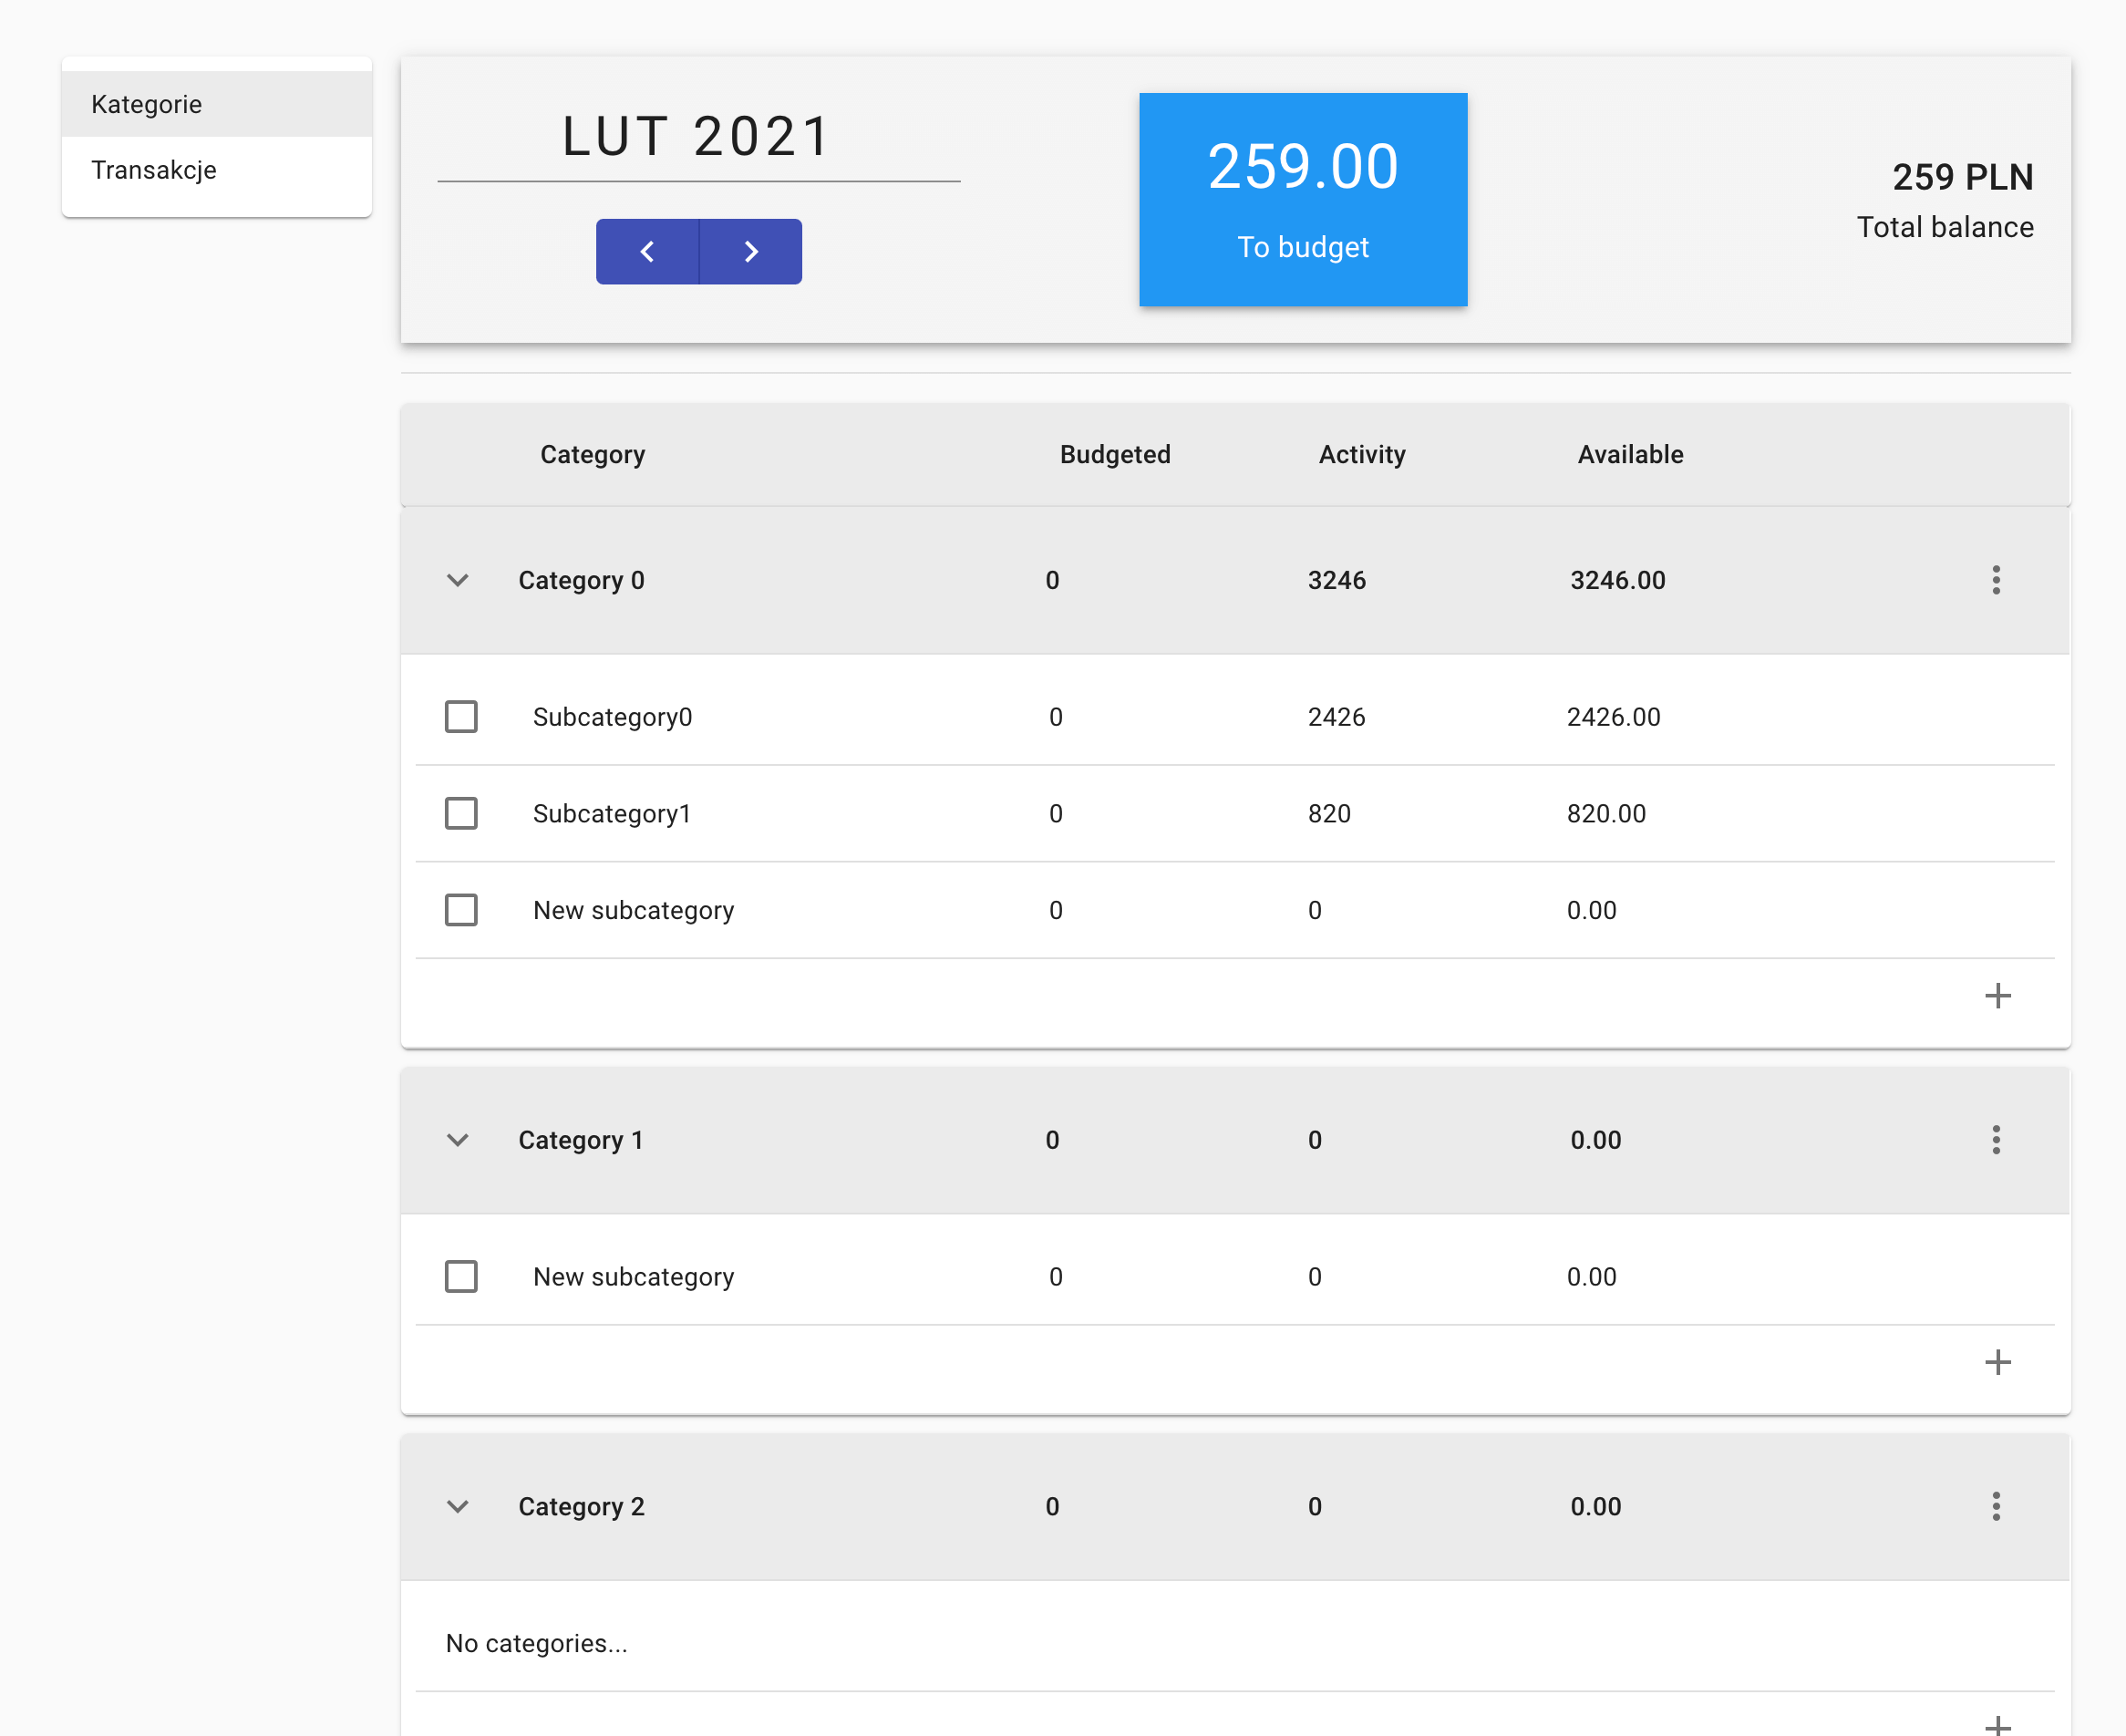 Kategorie
Transakcje
LUT 2021
259.00
To budget
259 PLN
Total balance
Category Budgeted Activity Available
Category 0 0 3246 3246.00
Subcategory0 0 2426 2426.00
Subcategory1 0 820 820.00
New subcategory 0 0 0.00
Category 1 0 0 0.00
New subcategory 0 0 0.00
Category 2 0 0 0.00
No categories...